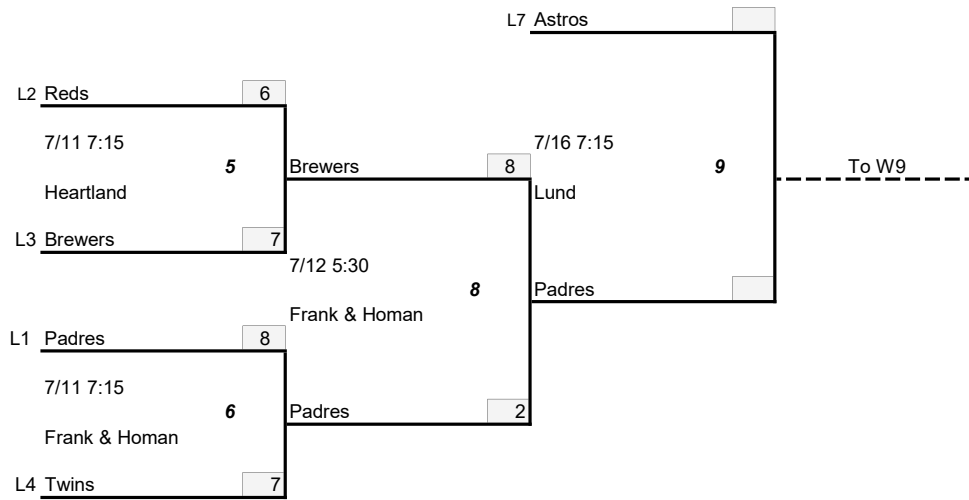 L7 Astros
L2 Reds 6
7/11 7:15
7/16 7:15
5 Brewers 8
9 To W9
Heartland
Lund
L3 Brewers 7
7/12 5:30
8 Padres
Frank & Homan
L1 Padres 8
7/11 7:15
6 Padres 2
Frank & Homan
L4 Twins 7